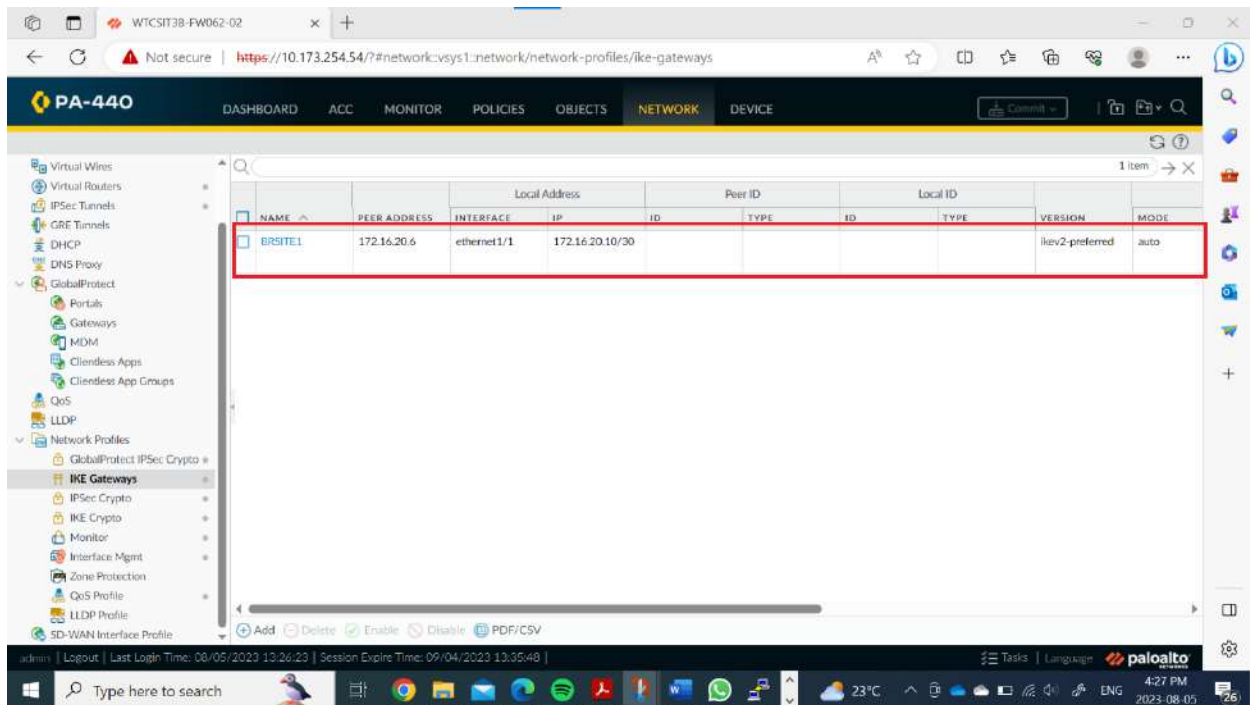 WTCSIT3B-FW062-02
Not secure | https://10.173.254.54/?#network::vsys1::network/network-profiles/ike-gateways
PA-440
DASHBOARD ACC MONITOR POLICIES OBJECTS NETWORK DEVICE
Commit
Virtual Wires
Virtual Routers
IPSec Tunnels
GRE Tunnels
DHCP
DNS Proxy
GlobalProtect
Portals
Gateways
MDM
Clientless Apps
Clientless App Groups
QoS
LLDP
Network Profiles
GlobalProtect IPSec Crypto
IKE Gateways
IPSec Crypto
IKE Crypto
Monitor
Interface Mgmt
Zone Protection
QoS Profile
LLDP Profile
SD-WAN Interface Profile
1 item
Local Address Peer ID Local ID
NAME PEER ADDRESS INTERFACE IP ID TYPE ID TYPE VERSION MODE
BRSITE1 172.16.20.6 ethernet1/1 172.16.20.10/30 ikev2-preferred auto
Add Delete Enable Disable PDF/CSV
admin | Logout | Last Login Time: 08/05/2023 13:26:23 | Session Expire Time: 09/04/2023 13:35:48 |
Tasks | Language paloalto
NETWORKS
Type here to search
23°C ENG
4:27 PM
2023-08-05
26